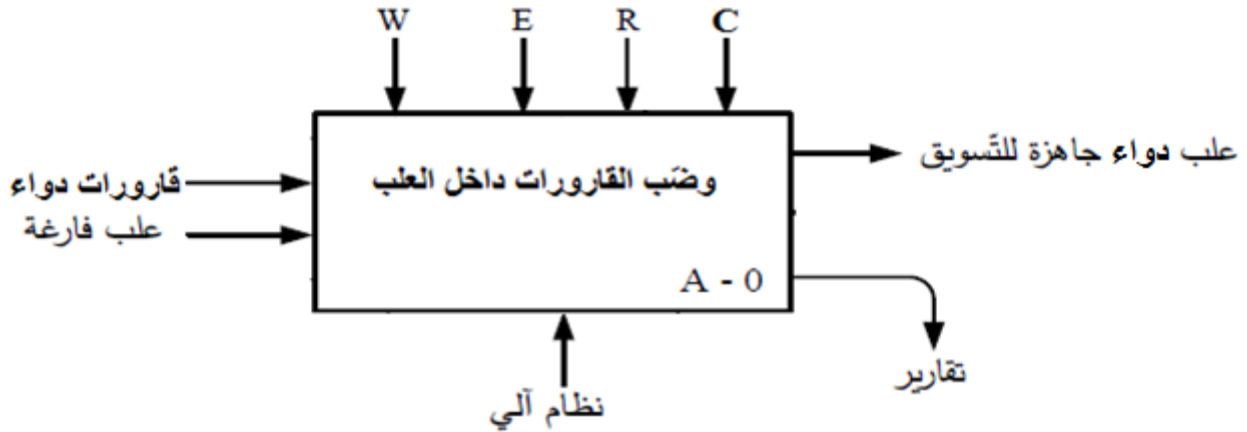 W E R C
علب دواء جاهزة للتّسويق
وضّب القارورات داخل العلب
قارورات دواء
علب فارغة
A - 0
تقارير
نظام آلي